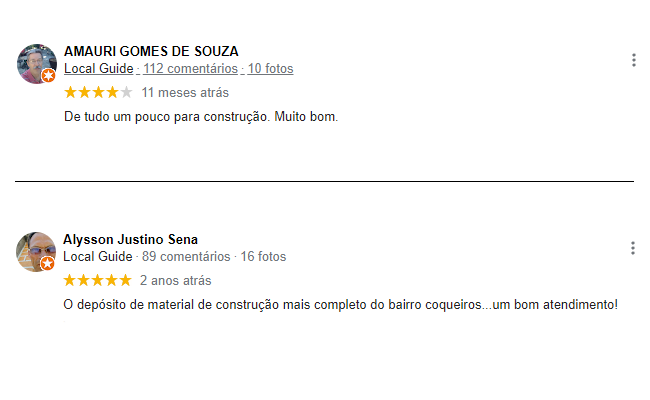 AMAURI GOMES DE SOUZA
Local Guide · 112 comentários · 10 fotos
11 meses atrás
De tudo um pouco para construção. Muito bom.
Alysson Justino Sena
Local Guide · 89 comentários · 16 fotos
2 anos atrás
O depósito de material de construção mais completo do bairro coqueiros...um bom atendimento!